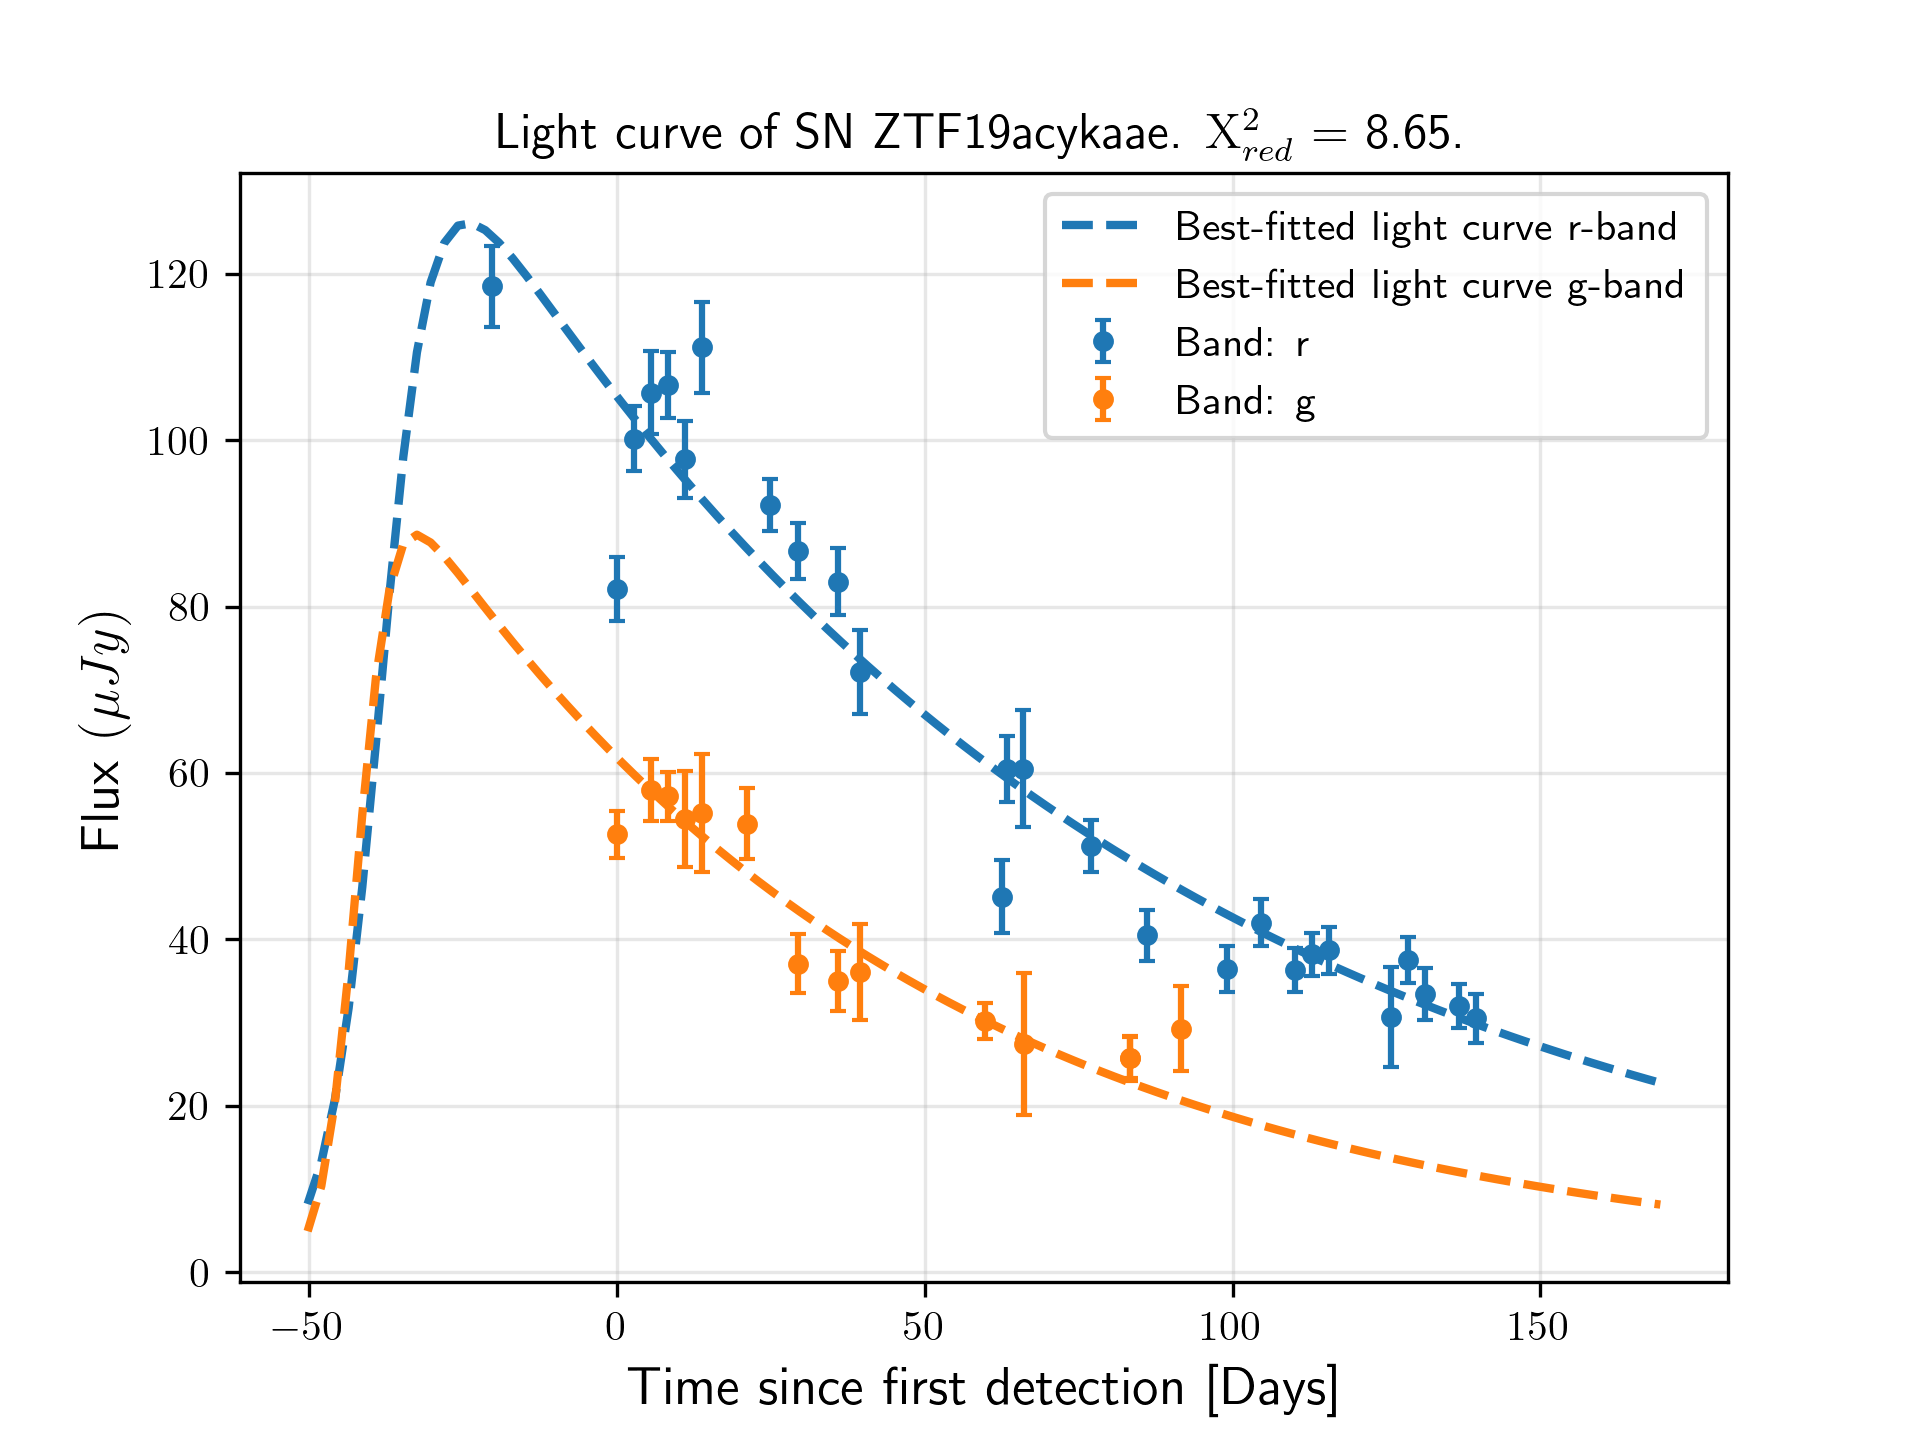 Light curve of SN ZTF19acykaae. X²red = 8.65.
Best-fitted light curve r-band
Best-fitted light curve g-band
Band: r
Band: g
Flux (μJy)
120
100
80
60
40
20
0
−50
0
50
100
150
Time since first detection [Days]